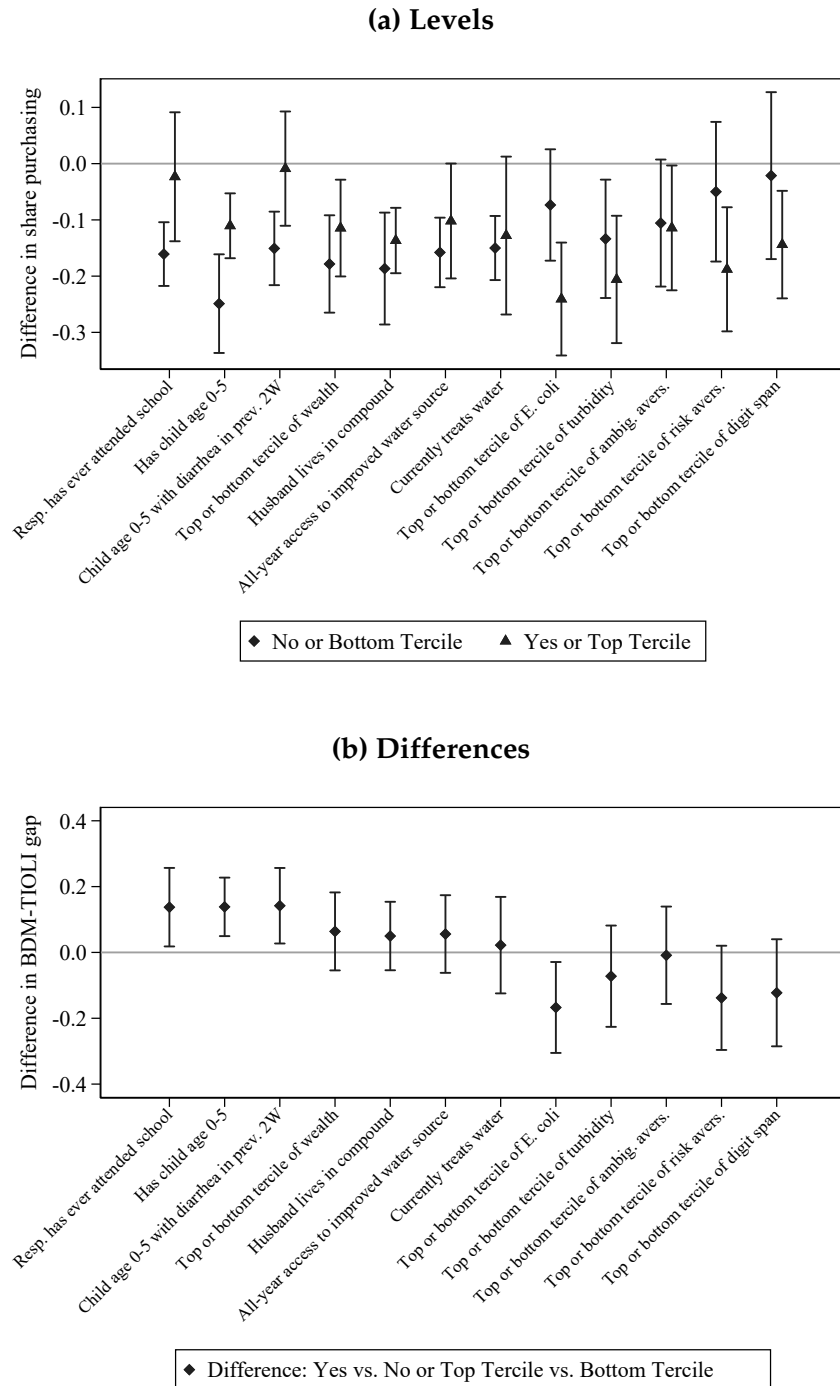 (a) Levels
Difference in share purchasing
0.1
0.0
-0.1
-0.2
-0.3
Resp. has ever attended school
Has child age 0-5
Child age 0-5 with diarrhea in prev. 2W
Top or bottom tercile of wealth
Husband lives in compound
All-year access to improved water source
Currently treats water
Top or bottom tercile of E. coli
Top or bottom tercile of turbidity
Top or bottom tercile of ambig. avers.
Top or bottom tercile of risk avers.
Top or bottom tercile of digit span
No or Bottom Tercile
Yes or Top Tercile
(b) Differences
Difference in BDM-TIOLI gap
0.4
0.2
0.0
-0.2
-0.4
Resp. has ever attended school
Has child age 0-5
Child age 0-5 with diarrhea in prev. 2W
Top or bottom tercile of wealth
Husband lives in compound
All-year access to improved water source
Currently treats water
Top or bottom tercile of E. coli
Top or bottom tercile of turbidity
Top or bottom tercile of ambig. avers.
Top or bottom tercile of risk avers.
Top or bottom tercile of digit span
Difference: Yes vs. No or Top Tercile vs. Bottom Tercile